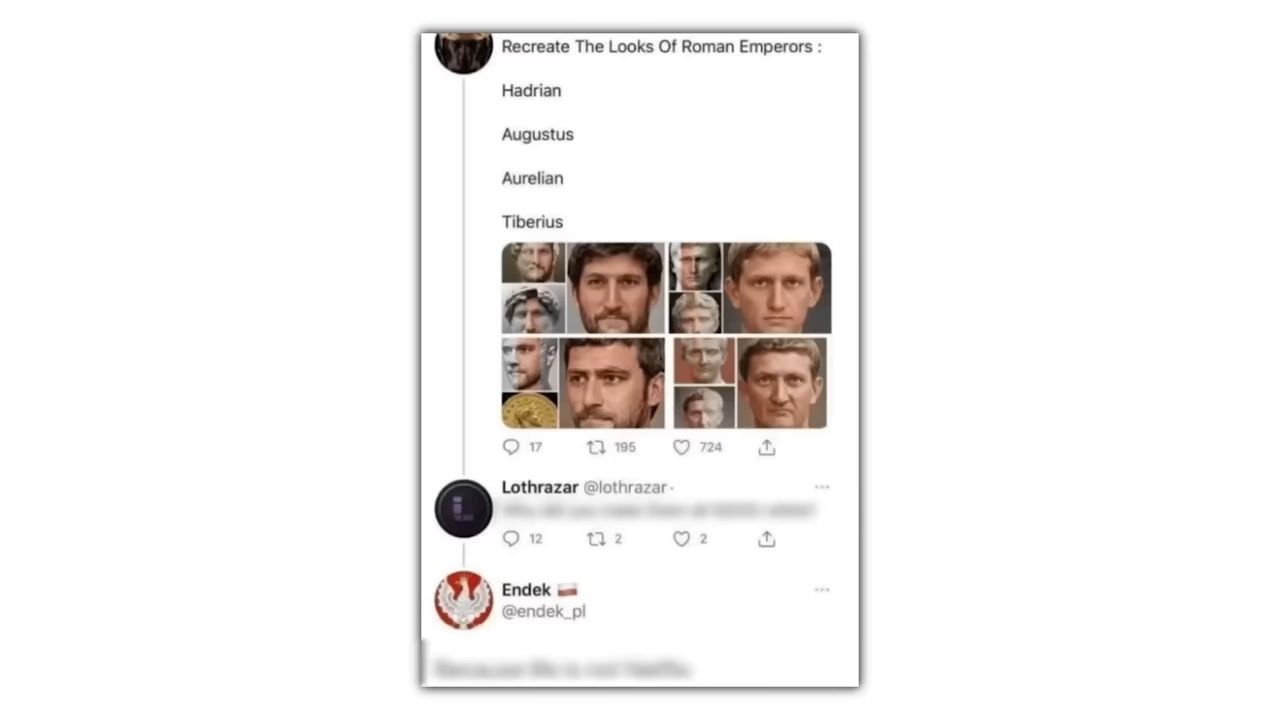 Recreate The Looks Of Roman Emperors :
Hadrian
Augustus
Aurelian
Tiberius
17 195 724
Lothrazar @lothrazar ·
12 2 2
Endek 🇵🇱
@endek_pl